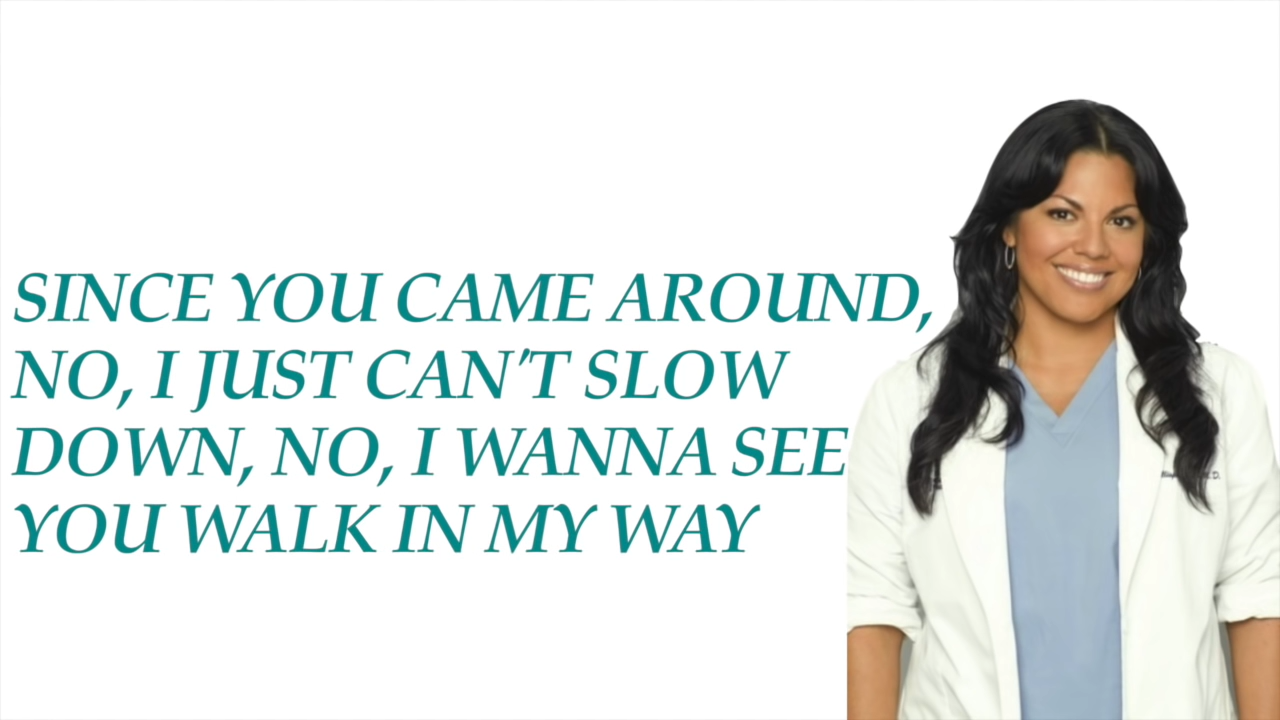 SINCE YOU CAME AROUND,
NO, I JUST CAN'T SLOW
DOWN, NO, I WANNA SEE
YOU WALK IN MY WAY